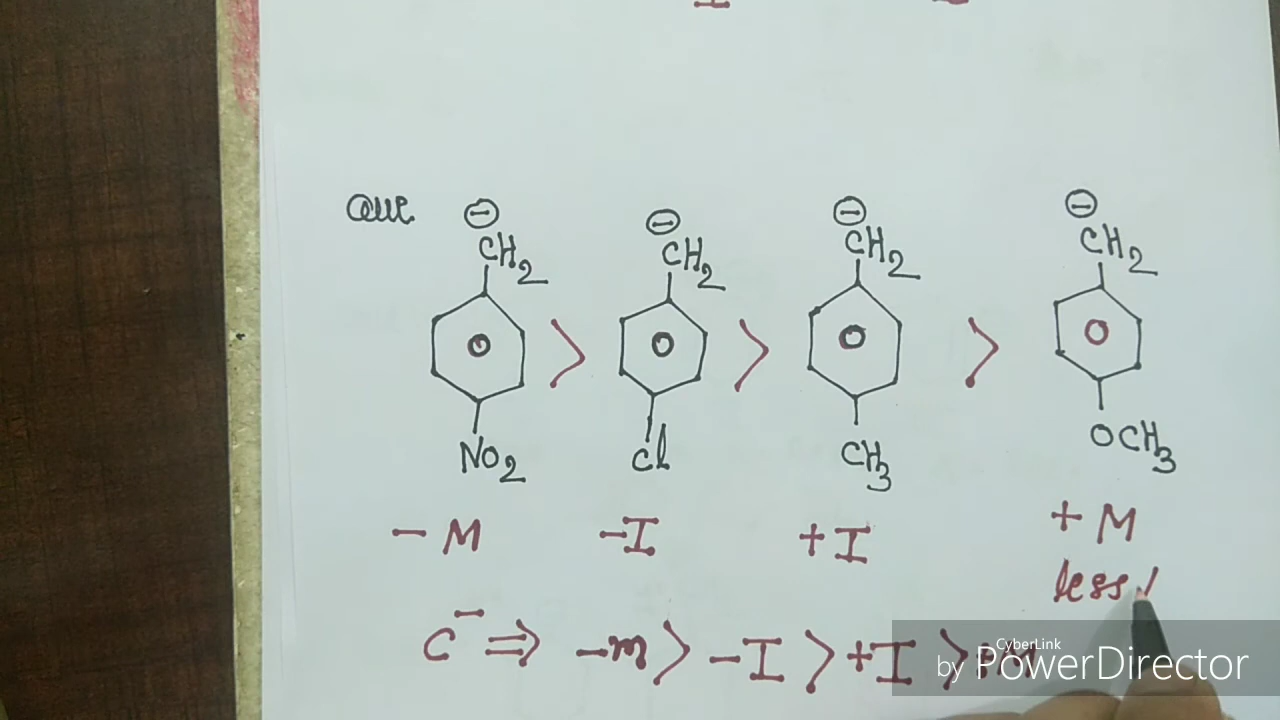 Que
⊖ ⊖ ⊖ ⊖
CH2 CH2 CH2 CH2
> > >
NO2 Cl CH3 OCH3
-M -I +I +M
less
C⁻ ⇒ -m > -I > +I > +M
CyberLink
by PowerDirector